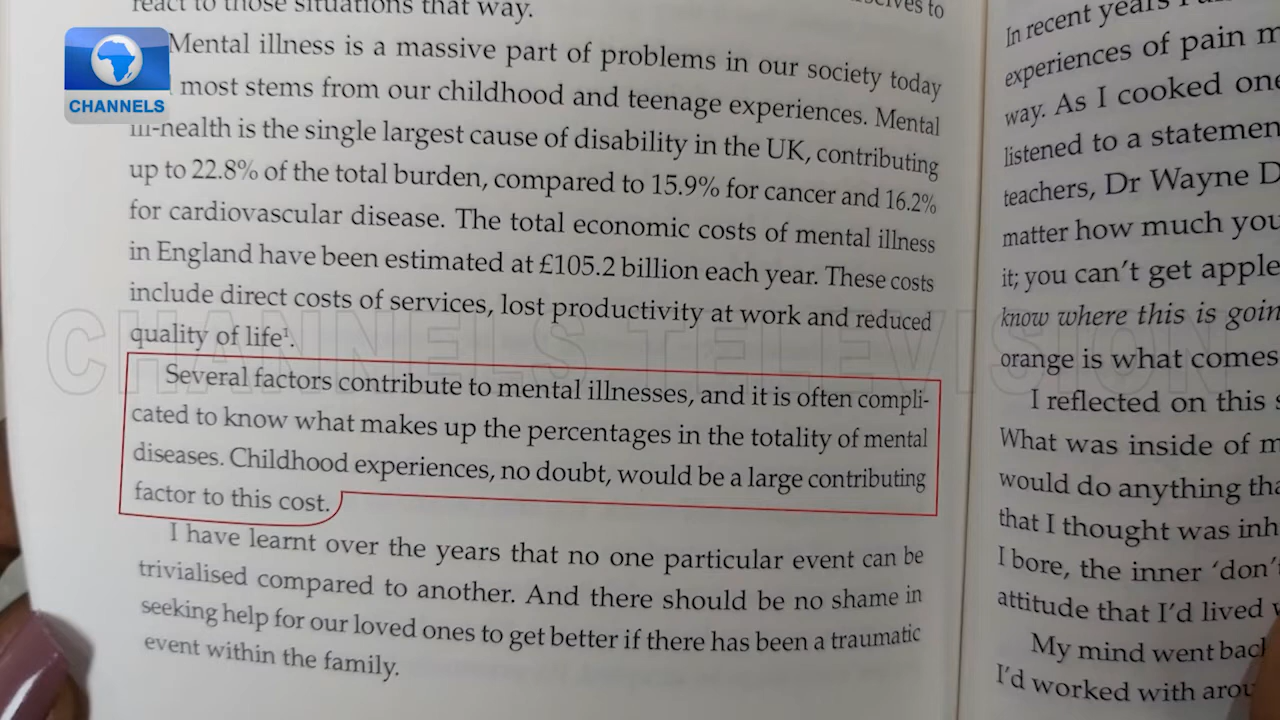 react to those situations that way.
Mental illness is a massive part of problems in our society today
most stems from our childhood and teenage experiences. Mental
ill-health is the single largest cause of disability in the UK, contributing
up to 22.8% of the total burden, compared to 15.9% for cancer and 16.2%
for cardiovascular disease. The total economic costs of mental illness
in England have been estimated at £105.2 billion each year. These costs
include direct costs of services, lost productivity at work and reduced
quality of life¹.
Several factors contribute to mental illnesses, and it is often compli-
cated to know what makes up the percentages in the totality of mental
diseases. Childhood experiences, no doubt, would be a large contributing
factor to this cost.
I have learnt over the years that no one particular event can be
trivialised compared to another. And there should be no shame in
seeking help for our loved ones to get better if there has been a traumatic
event within the family.
In recent years I
experiences of pain
way. As I cooked
listened to a
teachers, Dr Wayne
matter how much you
it; you can't get
know where this is
orange is what comes
I reflected on this
What was inside of
would do anything
that I thought was
I bore, the inner
attitude that I'd lived
My mind went back
I'd worked with
CHANNELS
CHANNELS TELEVISION